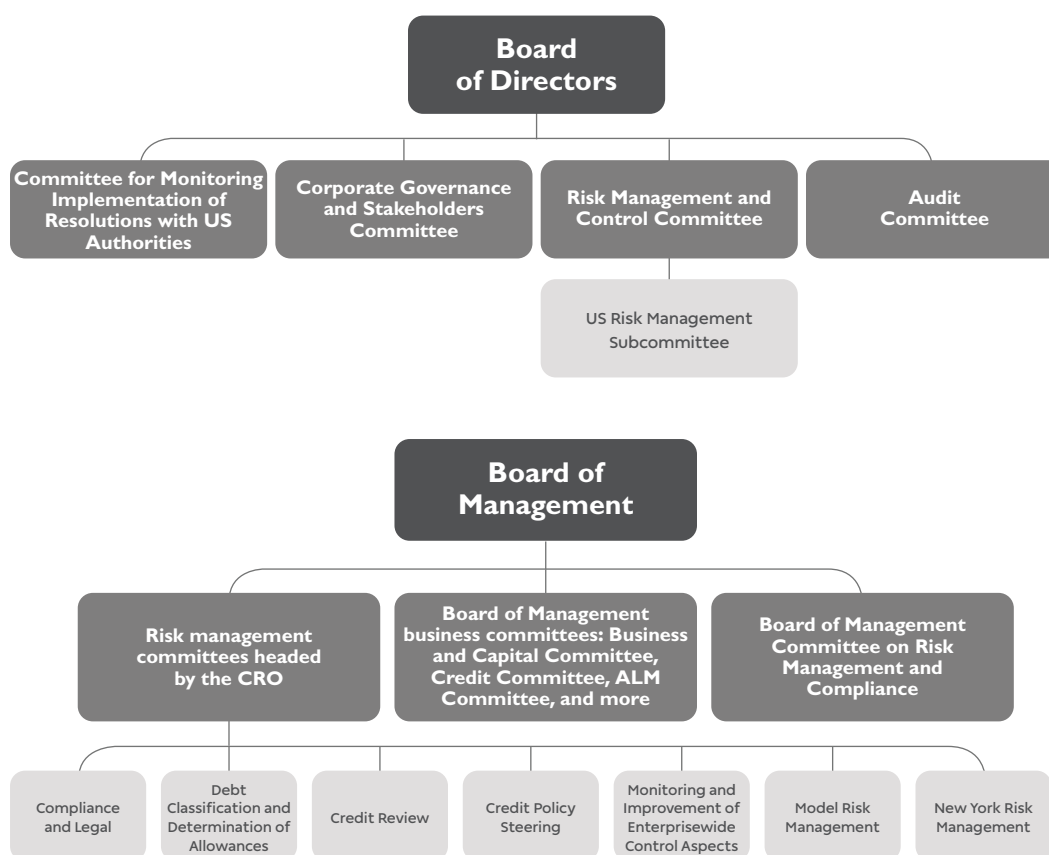 Board
of Directors
Committee for Monitoring
Implementation of
Resolutions with US
Authorities
Corporate Governance
and Stakeholders
Committee
Risk Management and
Control Committee
Audit
Committee
US Risk Management
Subcommittee
Board of
Management
Risk management
committees headed
by the CRO
Board of Management
business committees: Business
and Capital Committee,
Credit Committee, ALM
Committee, and more
Board of Management
Committee on Risk
Management and
Compliance
Compliance
and Legal
Debt
Classification and
Determination of
Allowances
Credit Review
Credit Policy
Steering
Monitoring and
Improvement of
Enterprisewide
Control Aspects
Model Risk
Management
New York Risk
Management